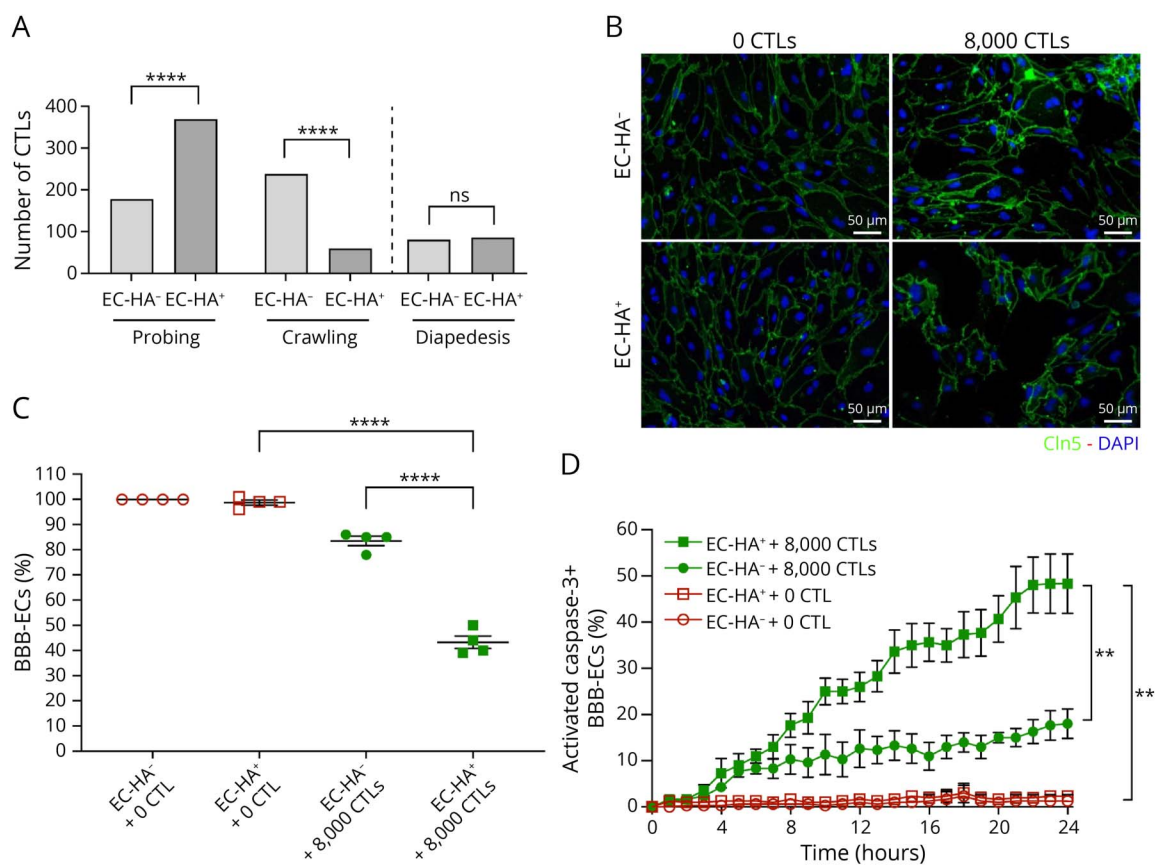 A
Number of CTLs
400
300
200
100
0
****
****
ns
EC-HA⁻ EC-HA⁺ EC-HA⁻ EC-HA⁺ EC-HA⁻ EC-HA⁺
Probing Crawling Diapedesis
B
0 CTLs 8,000 CTLs
EC-HA⁻
50 µm 50 µm
EC-HA⁺
50 µm 50 µm
Cln5 - DAPI
C
****
****
BBB-ECs (%)
110
100
90
80
70
60
50
40
30
20
10
0
EC-HA⁻
+ 0 CTL
EC-HA⁺
+ 0 CTL
EC-HA⁻
+ 8,000 CTLs
EC-HA⁺
+ 8,000 CTLs
D
Activated caspase-3+
BBB-ECs (%)
60
50
40
30
20
10
0
EC-HA⁺ + 8,000 CTLs
EC-HA⁻ + 8,000 CTLs
EC-HA⁺ + 0 CTL
EC-HA⁻ + 0 CTL
**
**
0 4 8 12 16 20 24
Time (hours)